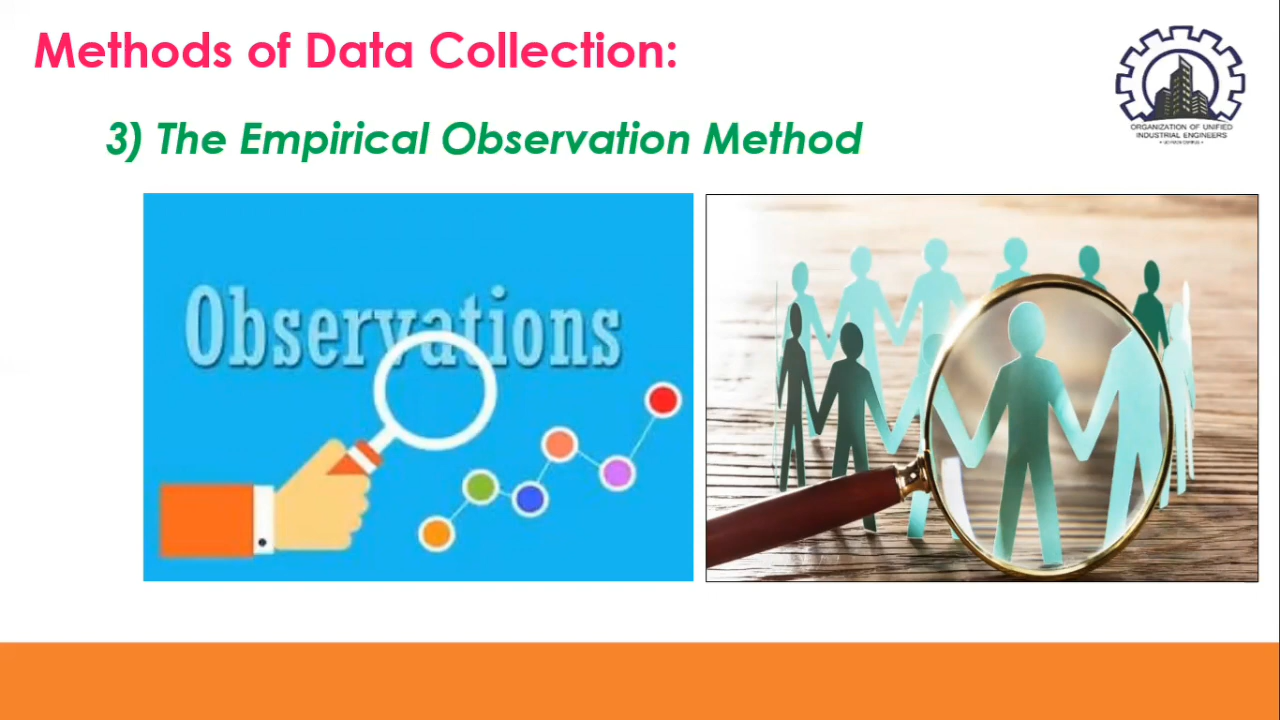 Methods of Data Collection:
3) The Empirical Observation Method
Observations
ORGANIZATION OF UNIFIED
INDUSTRIAL ENGINEERS